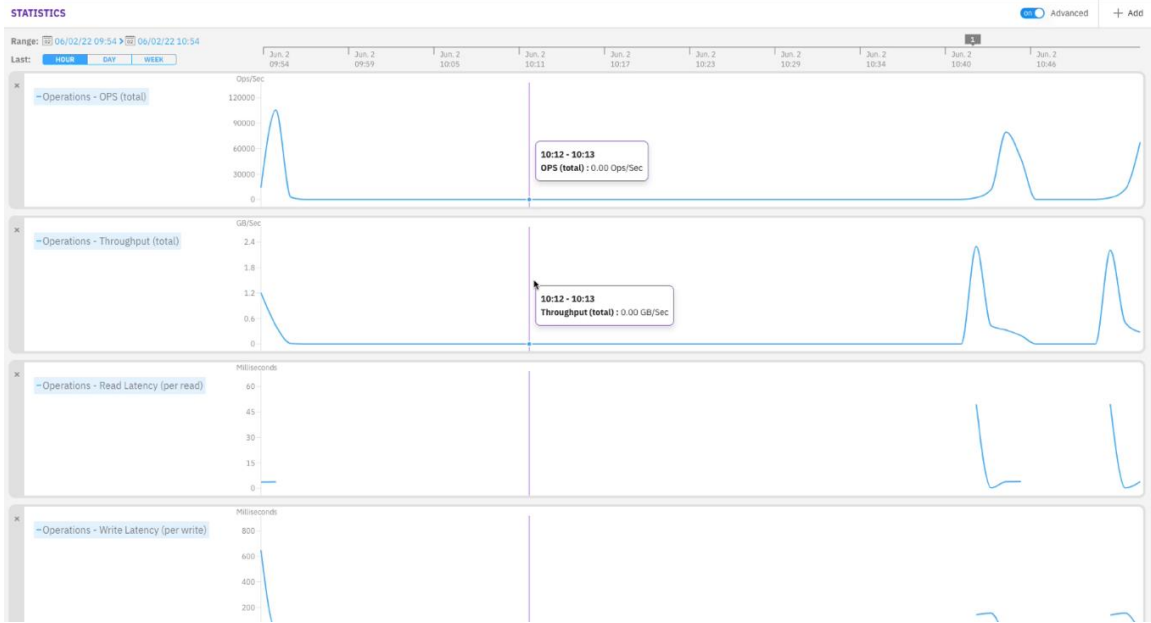 STATISTICS
on Advanced + Add
Range: 02 06/02/22 09:54 > 02 06/02/22 10:54
Last: HOUR DAY WEEK
1
Jun. 2 Jun. 2 Jun. 2 Jun. 2 Jun. 2 Jun. 2 Jun. 2 Jun. 2 Jun. 2 Jun. 2
09:54 09:59 10:05 10:11 10:17 10:23 10:29 10:34 10:40 10:46
× Ops/Sec
Operations - OPS (total)
120000
90000
60000
30000
0
10:12 - 10:13
OPS (total) : 0.00 Ops/Sec
× GB/Sec
Operations - Throughput (total)
2.4
1.8
1.2
0.6
0
10:12 - 10:13
Throughput (total) : 0.00 GB/Sec
× Milliseconds
Operations - Read Latency (per read)
60
45
30
15
0
× Milliseconds
Operations - Write Latency (per write)
800
600
400
200